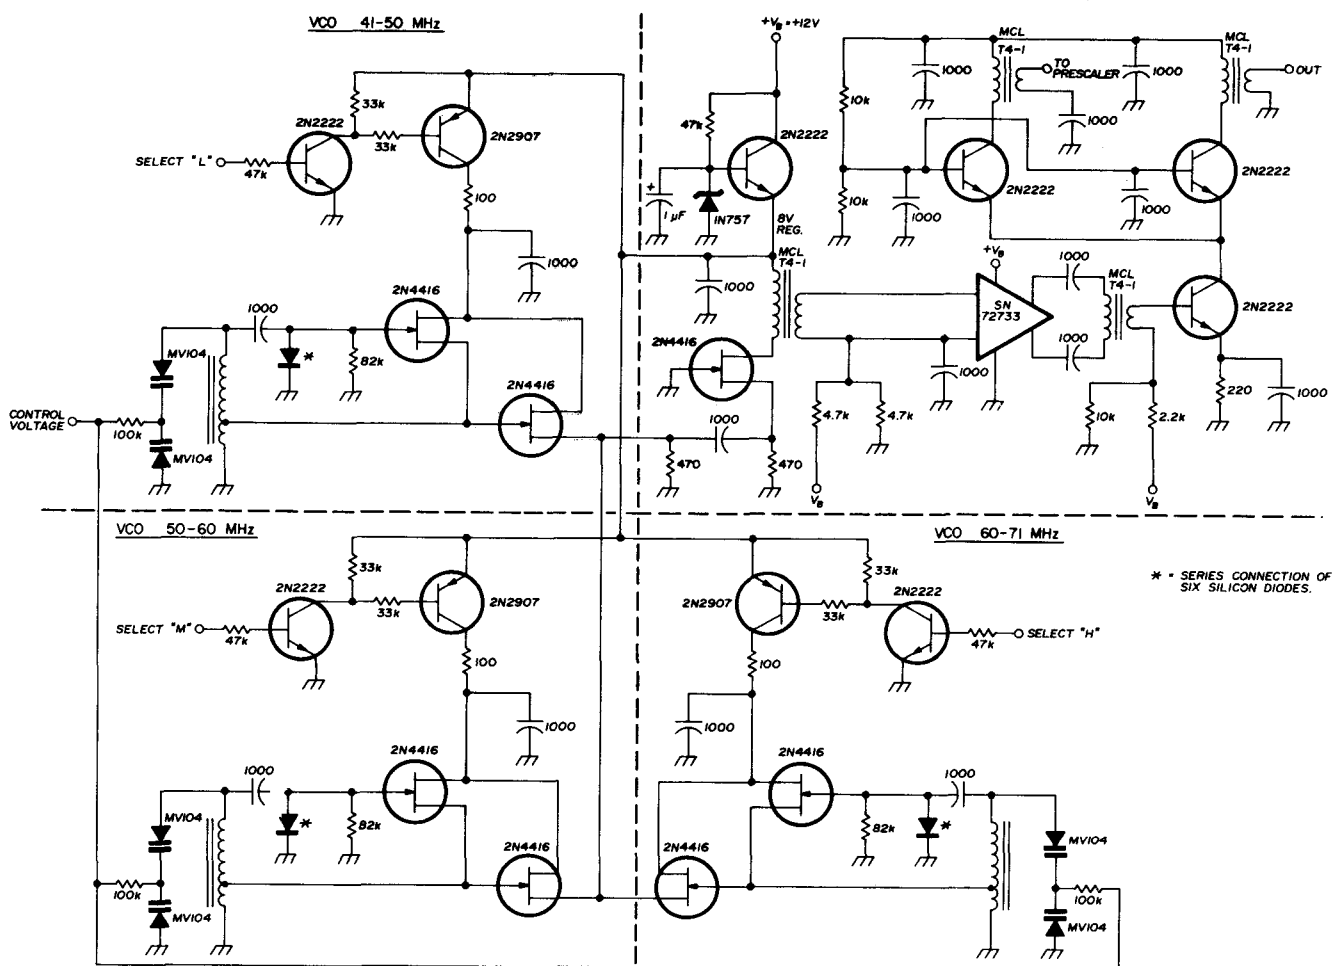 VCO 41-50 MHz
+VB = +12V
MCL
T4-1
MCL
T4-1
TO
PRESCALER
OUT
1000
1000
1000
10k
33k
2N2222
33k
2N2907
47k
2N2222
2N2222
2N2222
SELECT "L"
47k
100
+
1 µF
1N757
10k
1000
1000
8V
REG.
1000
MCL
T4-1
1000
+VB
SN
72733
1000
MCL
T4-1
2N2222
1000
2N4416
1000
MV104
*
82k
2N4416
2N4416
1000
1000
220
1000
CONTROL
VOLTAGE
100k
MV104
1000
4.7k
4.7k
10k
2.2k
470
470
VB
VB
VCO 50-60 MHz
VCO 60-71 MHz
33k
2N2222
33k
2N2907
2N2907
33k
33k
2N2222
* = SERIES CONNECTION OF
SIX SILICON DIODES.
SELECT "M"
47k
100
100
47k
SELECT "H"
1000
1000
2N4416
2N4416
1000
1000
MV104
*
82k
2N4416
2N4416
82k
*
MV104
100k
MV104
100k
MV104